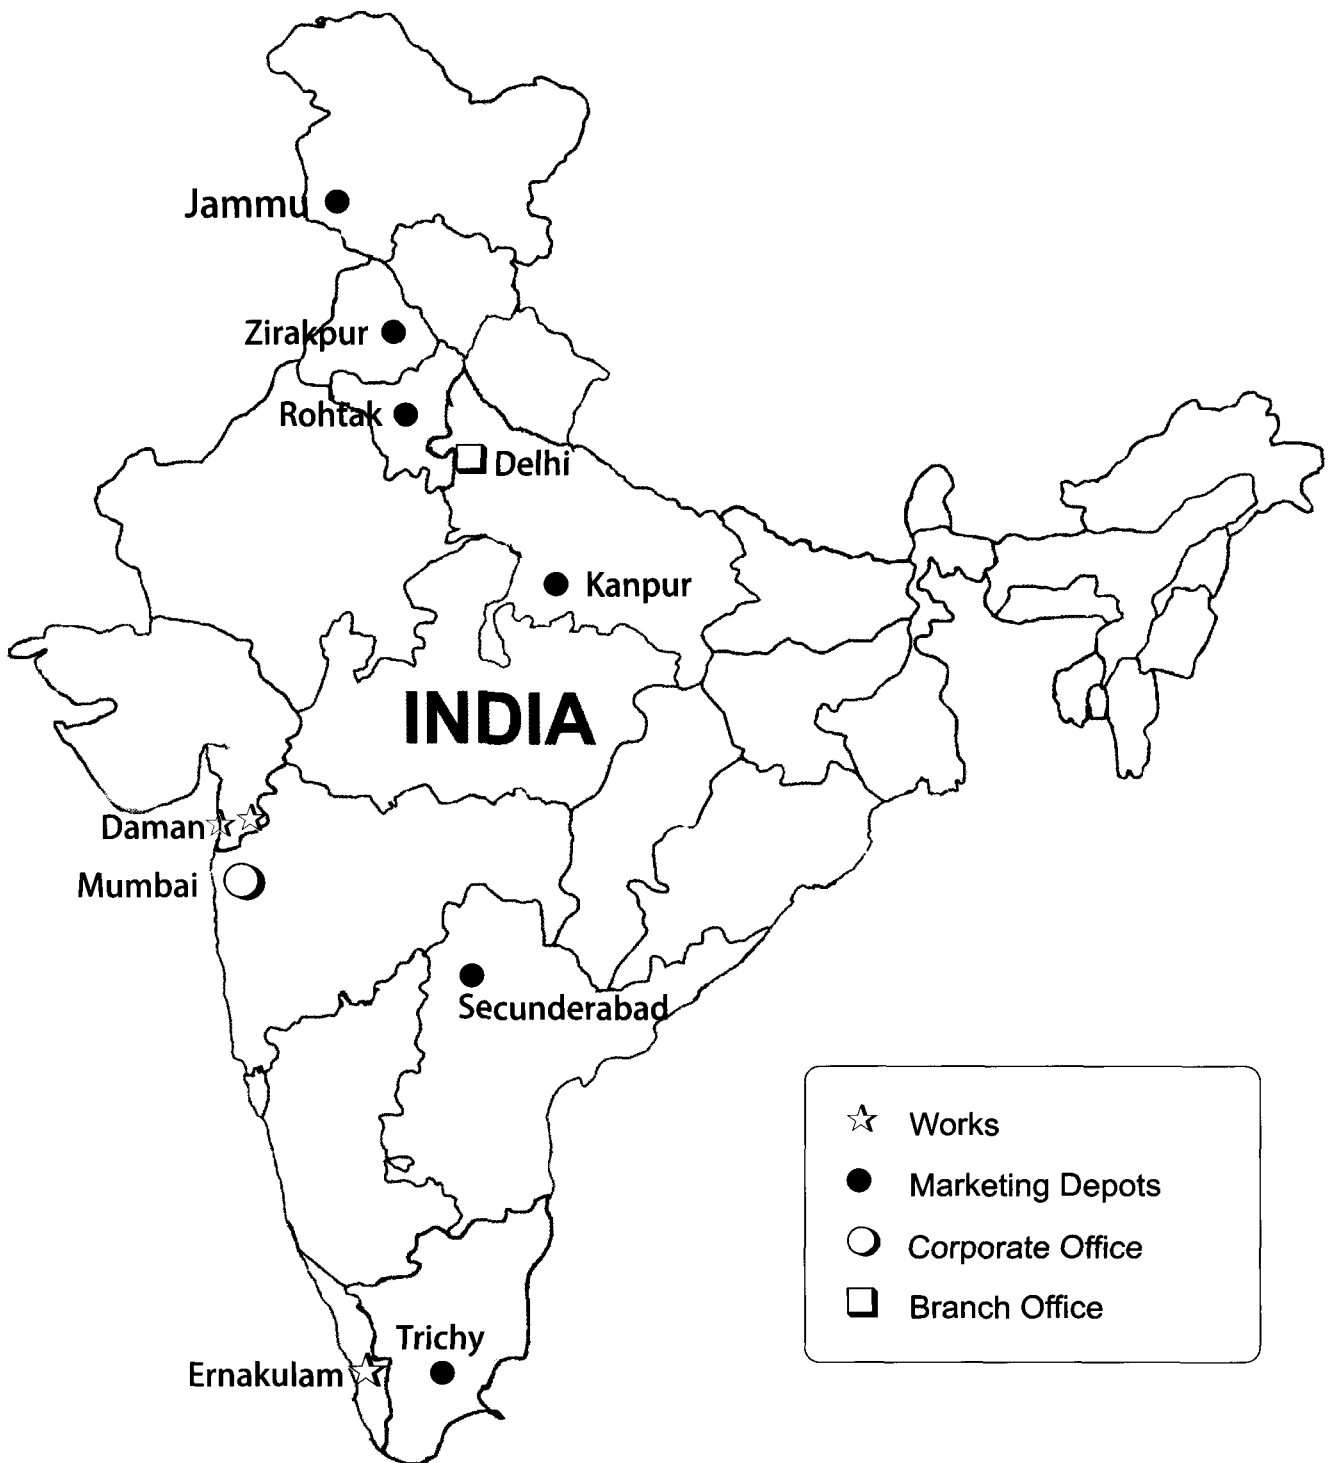 Jammu
Zirakpur
Rohtak
Delhi
Kanpur
INDIA
Daman
Mumbai
Secunderabad
Works
Marketing Depots
Corporate Office
Branch Office
Trichy
Ernakulam